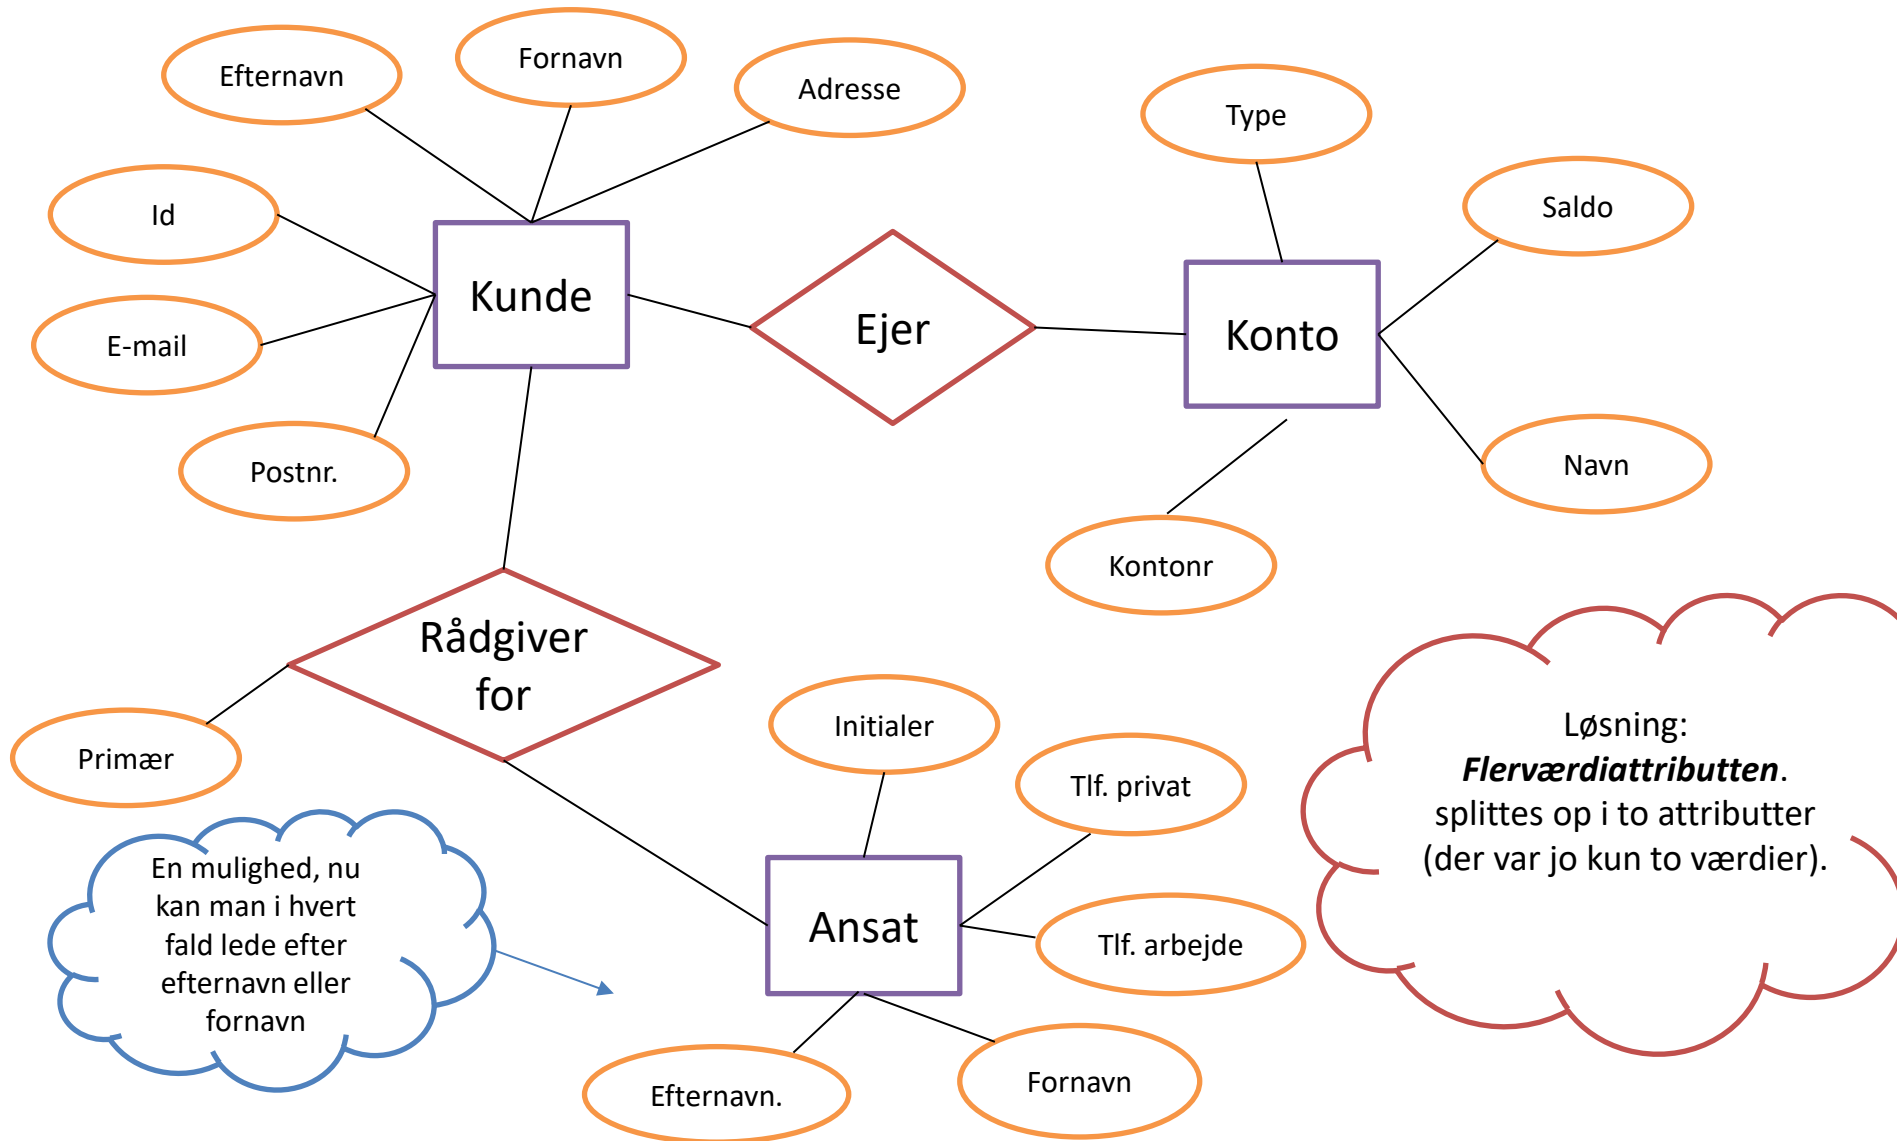 Efternavn
Fornavn
Adresse
Type
Id
Saldo
Kunde
Ejer
Konto
E-mail
Postnr.
Navn
Kontonr
Rådgiver
for
Primær
Initialer
Tlf. privat
Løsning:
Flerværdiattributten.
splittes op i to attributter
(der var jo kun to værdier).
En mulighed, nu
kan man i hvert
fald lede efter
efternavn eller
fornavn
Ansat
Tlf. arbejde
Efternavn.
Fornavn